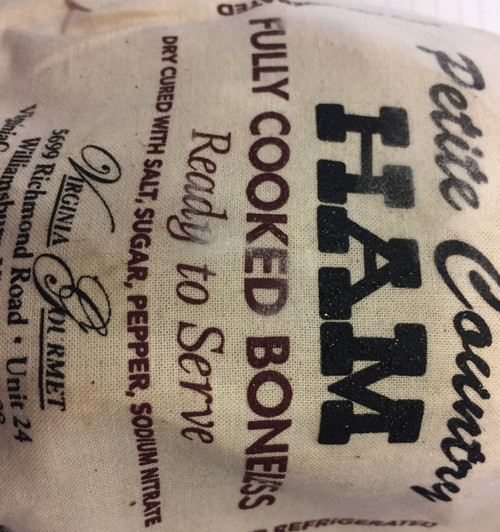 Petite Country
HAM
FULLY COOKED BONELESS
Ready to Serve
DRY CURED WITH SALT, SUGAR, PEPPER, SODIUM NITRATE
VIRGINIA GOURMET
5699 Richmond Road • Unit 24
REFRIGERATED